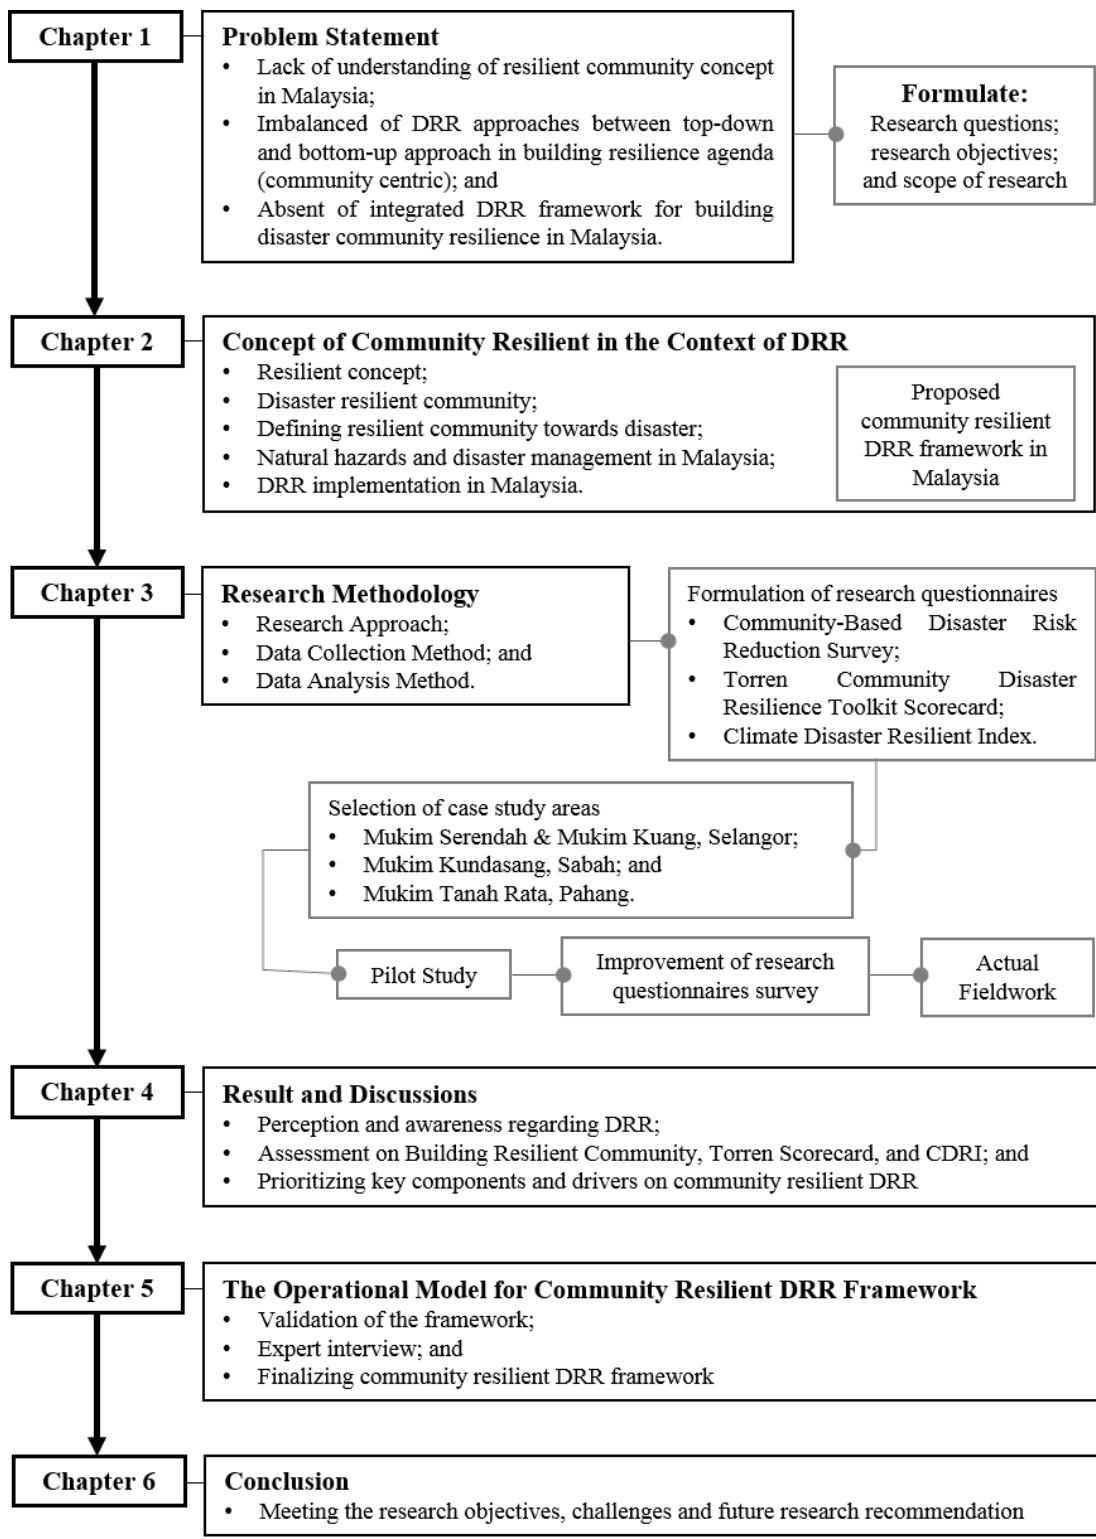 Chapter 1
Problem Statement
• Lack of understanding of resilient community concept
in Malaysia;
• Imbalanced of DRR approaches between top-down
and bottom-up approach in building resilience agenda
(community centric); and
• Absent of integrated DRR framework for building
disaster community resilience in Malaysia.
Formulate:
Research questions;
research objectives;
and scope of research
Chapter 2
Concept of Community Resilient in the Context of DRR
• Resilient concept;
• Disaster resilient community;
• Defining resilient community towards disaster;
• Natural hazards and disaster management in Malaysia;
• DRR implementation in Malaysia.
Proposed
community resilient
DRR framework in
Malaysia
Chapter 3
Research Methodology
• Research Approach;
• Data Collection Method; and
• Data Analysis Method.
Formulation of research questionnaires
• Community-Based Disaster Risk
Reduction Survey;
• Torren Community Disaster
Resilience Toolkit Scorecard;
• Climate Disaster Resilient Index.
Selection of case study areas
• Mukim Serendah & Mukim Kuang, Selangor;
• Mukim Kundasang, Sabah; and
• Mukim Tanah Rata, Pahang.
Pilot Study
Improvement of research
questionnaires survey
Actual
Fieldwork
Chapter 4
Result and Discussions
• Perception and awareness regarding DRR;
• Assessment on Building Resilient Community, Torren Scorecard, and CDRI; and
• Prioritizing key components and drivers on community resilient DRR
Chapter 5
The Operational Model for Community Resilient DRR Framework
• Validation of the framework;
• Expert interview; and
• Finalizing community resilient DRR framework
Chapter 6
Conclusion
• Meeting the research objectives, challenges and future research recommendation